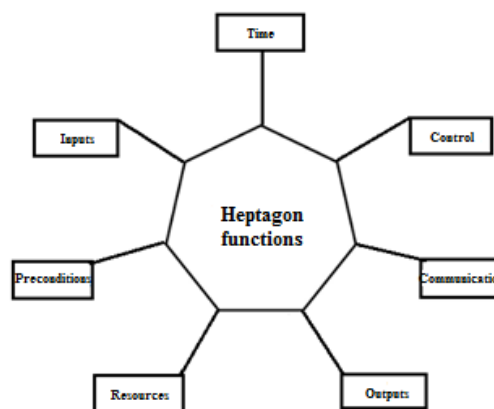 Time
Inputs
Control
Heptagon
functions
Preconditions
Communicatio
Resources
Outputs